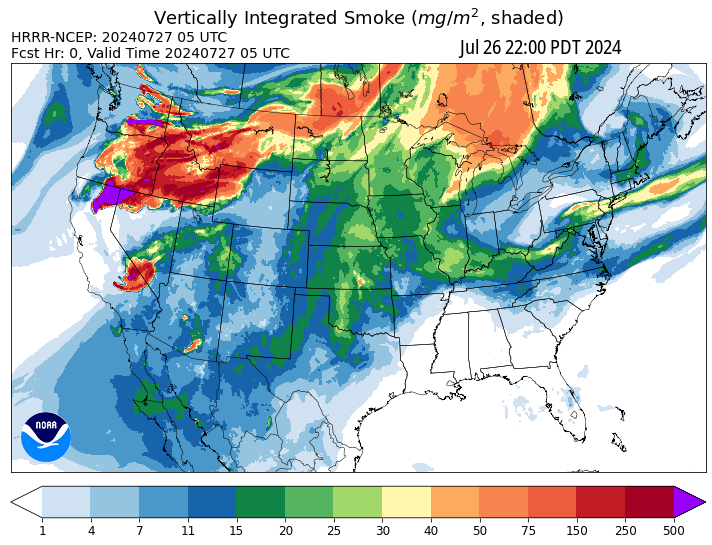 Vertically Integrated Smoke (mg/m², shaded)
HRRR-NCEP: 20240727 05 UTC
Fcst Hr: 0, Valid Time 20240727 05 UTC
Jul 26 22:00 PDT 2024
NOAA
1 4 7 11 15 20 25 30 40 50 75 150 250 500